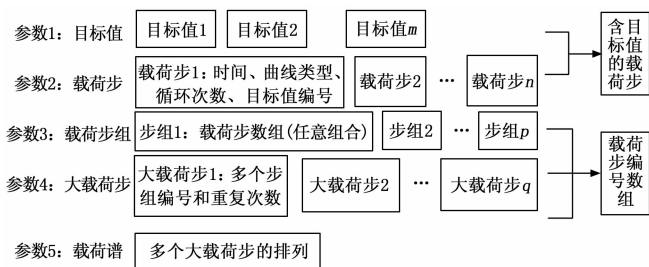 参数1：目标值 目标值1 目标值2 目标值m
含目标值的载荷步
参数2：载荷步 载荷步1：时间、曲线类型、循环次数、目标值编号 载荷步2 … 载荷步n
参数3：载荷步组 步组1：载荷步数组(任意组合) 步组2 … 步组p
载荷步编号数组
参数4：大载荷步 大载荷步1：多个步组编号和重复次数 大载荷步2 … 大载荷步q
参数5：载荷谱 多个大载荷步的排列